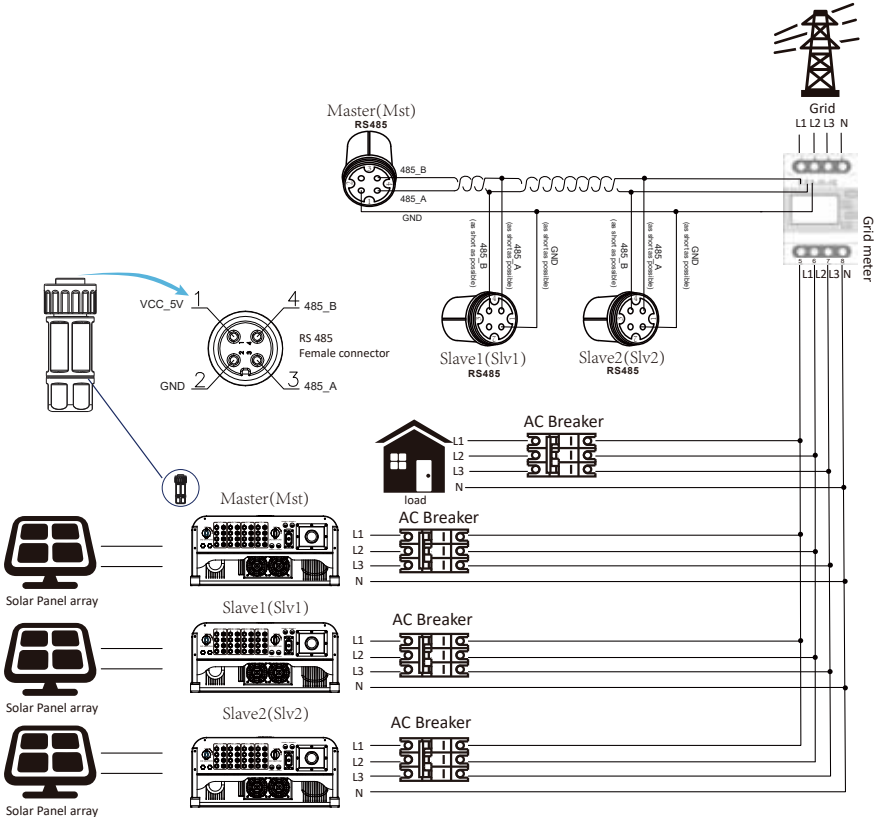 Grid
L1 L2 L3 N
Master(Mst)
RS485
485_B
485_A
GND
Grid meter
5 6 7 8
L1 L2 L3 N
485_B
(as short as possible)
485_A
(as short as possible)
GND
(as short as possible)
485_B
(as short as possible)
485_A
(as short as possible)
GND
(as short as possible)
Slave1(Slv1)
RS485
Slave2(Slv2)
RS485
VCC_5V
1
4
485_B
RS 485
Female connector
GND
2
3
485_A
AC Breaker
L1
L2
L3
N
load
Master(Mst)
AC Breaker
L1
L2
L3
N
Solar Panel array
Slave1(Slv1)
AC Breaker
L1
L2
L3
N
Solar Panel array
Slave2(Slv2)
AC Breaker
L1
L2
L3
N
Solar Panel array